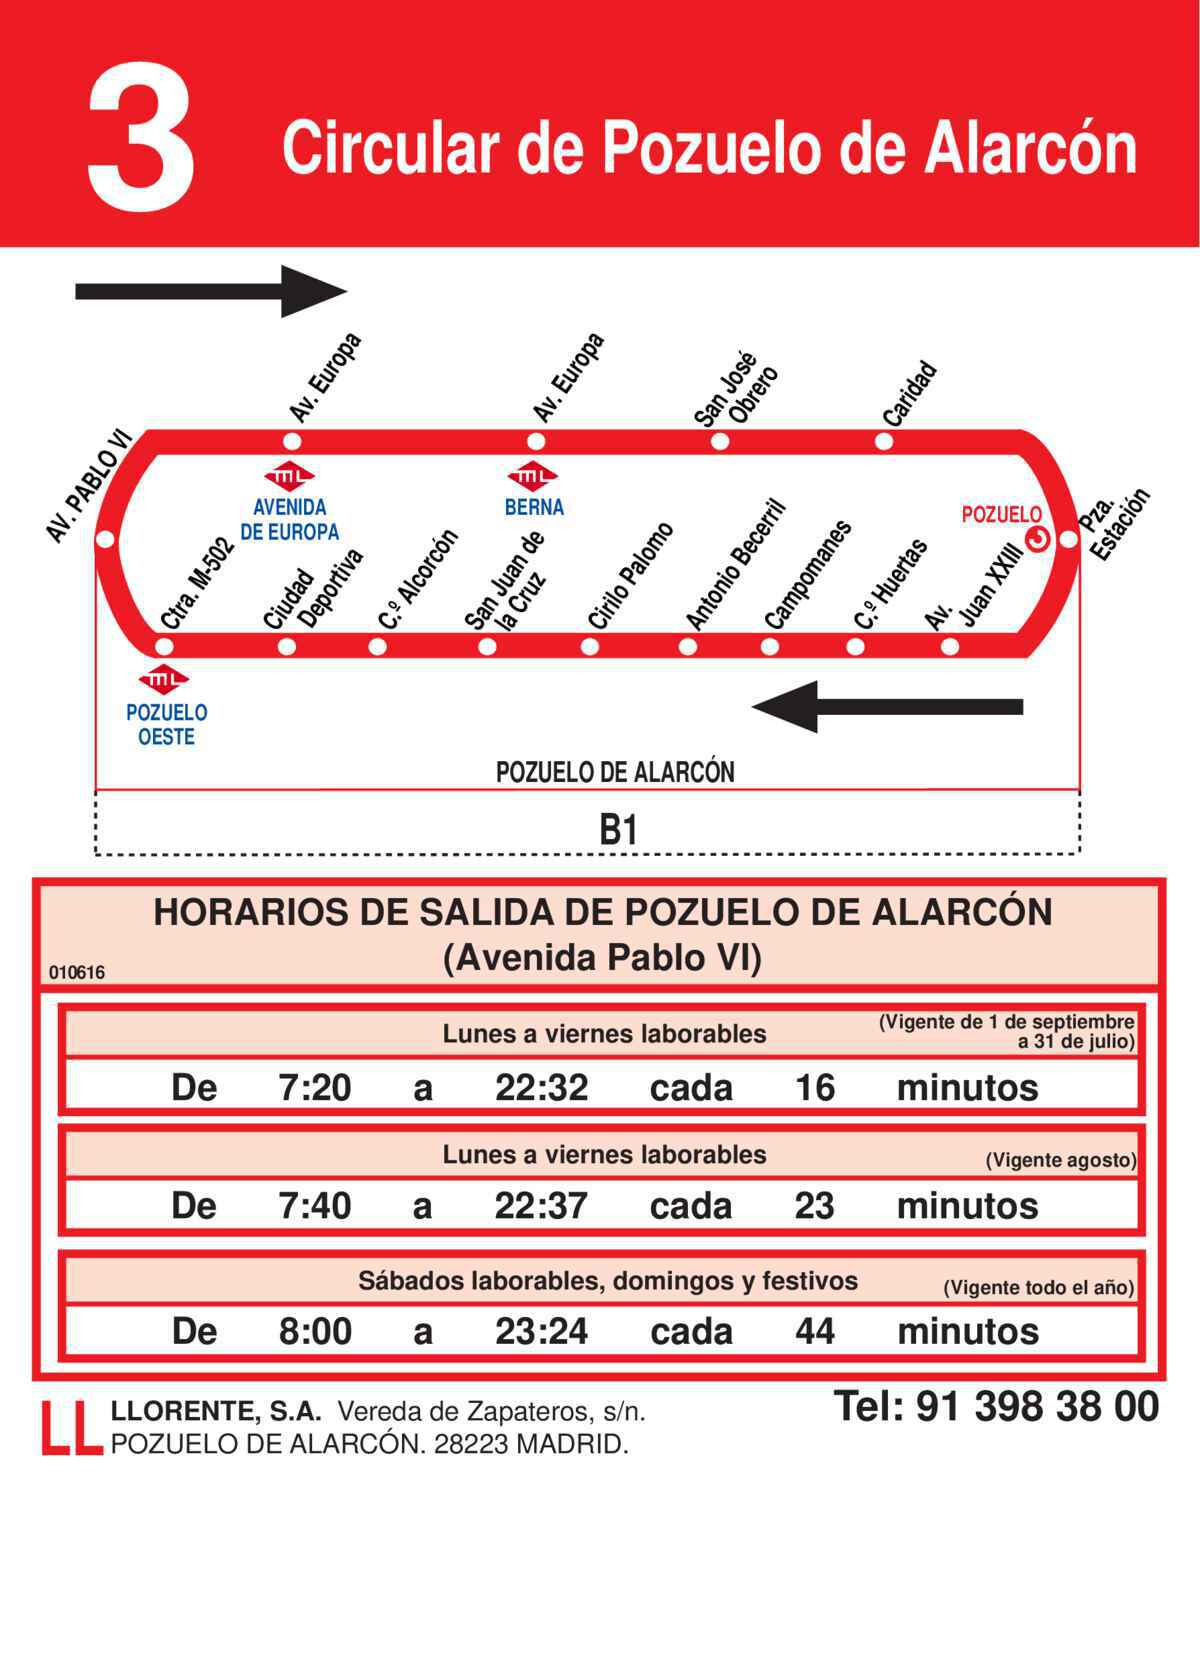 3
Circular de Pozuelo de Alarcón
AV. PABLO VI
Av. Europa
Av. Europa
San José
Obrero
Caridad
ML
AVENIDA
DE EUROPA
ML
BERNA
POZUELO
Pza.
Estación
Ctra. M-502
Ciudad
Deportiva
C.º Alcorcón
San Juan de
la Cruz
Cirilo Palomo
Antonio Becerril
Campomanes
C.º Huertas
Av.
Juan XXIII
ML
POZUELO
OESTE
POZUELO DE ALARCÓN
B1
HORARIOS DE SALIDA DE POZUELO DE ALARCÓN
(Avenida Pablo VI)
010616
Lunes a viernes laborables
(Vigente de 1 de septiembre
a 31 de julio)
De 7:20 a 22:32 cada 16 minutos
Lunes a viernes laborables (Vigente agosto)
De 7:40 a 22:37 cada 23 minutos
Sábados laborables, domingos y festivos (Vigente todo el año)
De 8:00 a 23:24 cada 44 minutos
LL
LLORENTE, S.A. Vereda de Zapateros, s/n.
POZUELO DE ALARCÓN. 28223 MADRID.
Tel: 91 398 38 00